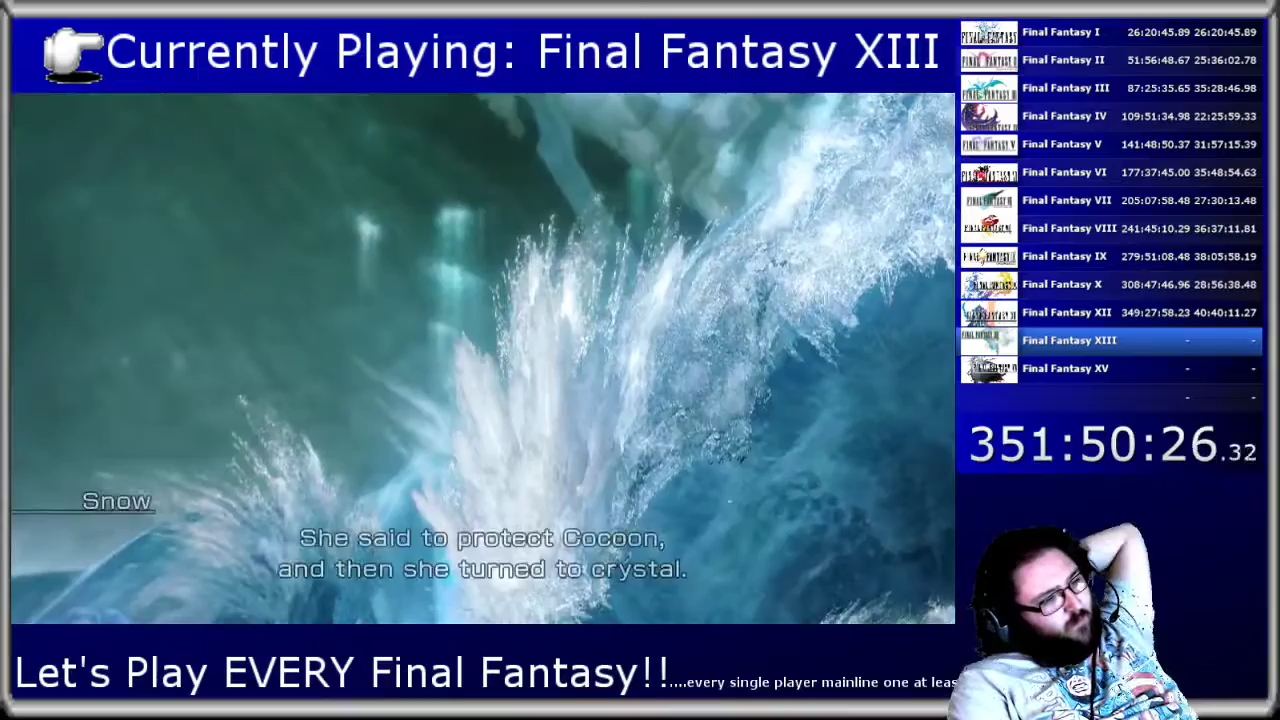 Currently Playing: Final Fantasy XIII
Final Fantasy I 26:20:45.89 26:20:45.89
Final Fantasy II 51:56:48.67 25:36:02.78
Final Fantasy III 87:25:35.65 35:28:46.98
Final Fantasy IV 109:51:34.98 22:25:59.33
Final Fantasy V 141:48:50.37 31:57:15.39
Final Fantasy VI 177:37:45.00 35:48:54.63
Final Fantasy VII 205:07:58.48 27:30:13.48
Final Fantasy VIII 241:45:10.29 36:37:11.81
Final Fantasy IX 279:51:08.48 38:05:58.19
Final Fantasy X 308:47:46.96 28:56:38.48
Final Fantasy XII 349:27:58.23 40:40:11.27
Final Fantasy XIII - -
Final Fantasy XV - -
- -
351:50:26.32
Snow
She said to protect Cocoon,
and then she turned to crystal.
Let's Play EVERY Final Fantasy!!....every single player mainline one at leas